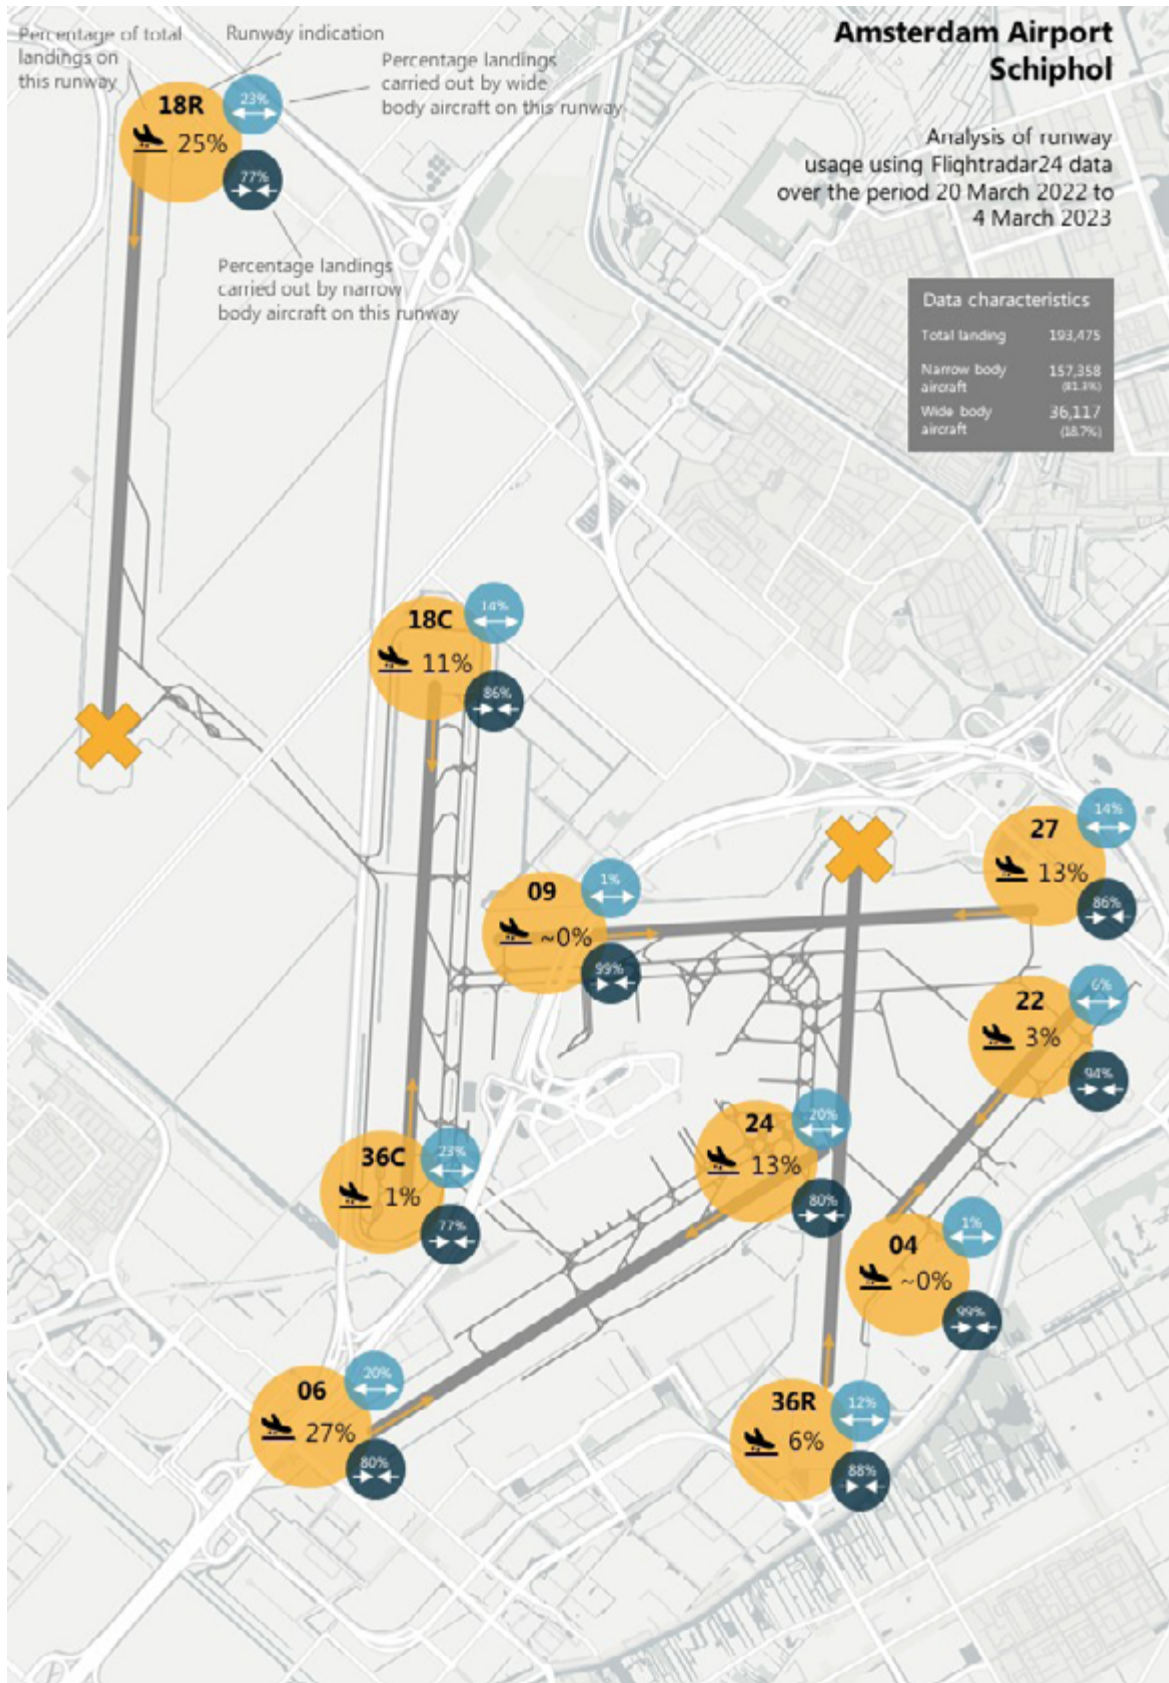 Amsterdam Airport
Schiphol
Analysis of runway
usage using Flightradar24 data
over the period 20 March 2022 to
4 March 2023
Percentage of total
landings on
this runway
Runway indication
Percentage landings
carried out by wide
body aircraft on this runway
18R
25%
23%
77%
Percentage landings
carried out by narrow
body aircraft on this runway
Data characteristics
Total landing 193,475
Narrow body 157,358
aircraft (81.3%)
Wide body 36,117
aircraft (18.7%)
18C
11%
14%
86%
27
13%
14%
86%
09
~0%
1%
99%
22
3%
6%
94%
24
13%
20%
80%
36C
1%
23%
77%
04
~0%
1%
99%
06
27%
20%
80%
36R
6%
12%
88%